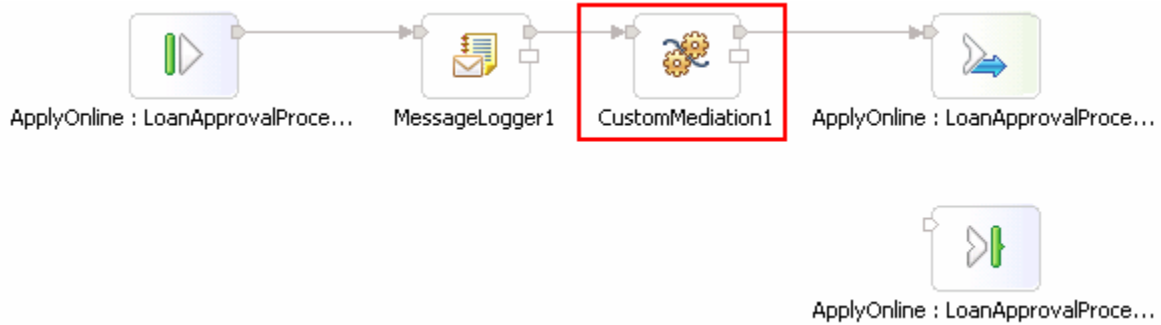 ApplyOnline : LoanApprovalProce...
MessageLogger1
CustomMediation1
ApplyOnline : LoanApprovalProce...
ApplyOnline : LoanApprovalProce...